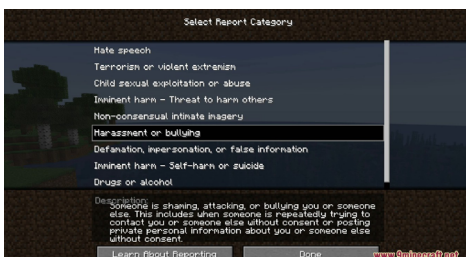 Select Report Category
Hate speech
Terrorism or violent extremism
Child sexual exploitation or abuse
Imminent harm - Threat to harm others
Non-consensual intimate imagery
Harassment or bullying
Defamation, impersonation, or false information
Imminent harm - Self-harm or suicide
Drugs or alcohol
Description:
Someone is shaming, attacking, or bullying you or someone
else. This includes when someone is repeatedly trying to
contact you or someone else without consent or posting
private personal information about you or someone else
without consent.
Learn About Reporting Done www.9minecraft.net